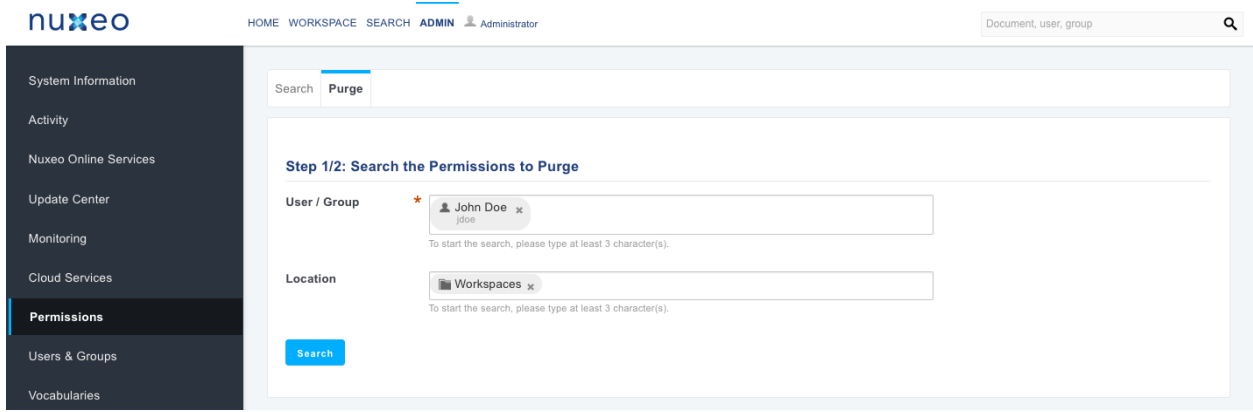 nuxeo
HOME WORKSPACE SEARCH ADMIN Administrator
Document, user, group
System Information
Activity
Nuxeo Online Services
Update Center
Monitoring
Cloud Services
Permissions
Users & Groups
Vocabularies
Search Purge
Step 1/2: Search the Permissions to Purge
User / Group * John Doe x
jdoe
To start the search, please type at least 3 character(s).
Location Workspaces x
To start the search, please type at least 3 character(s).
Search